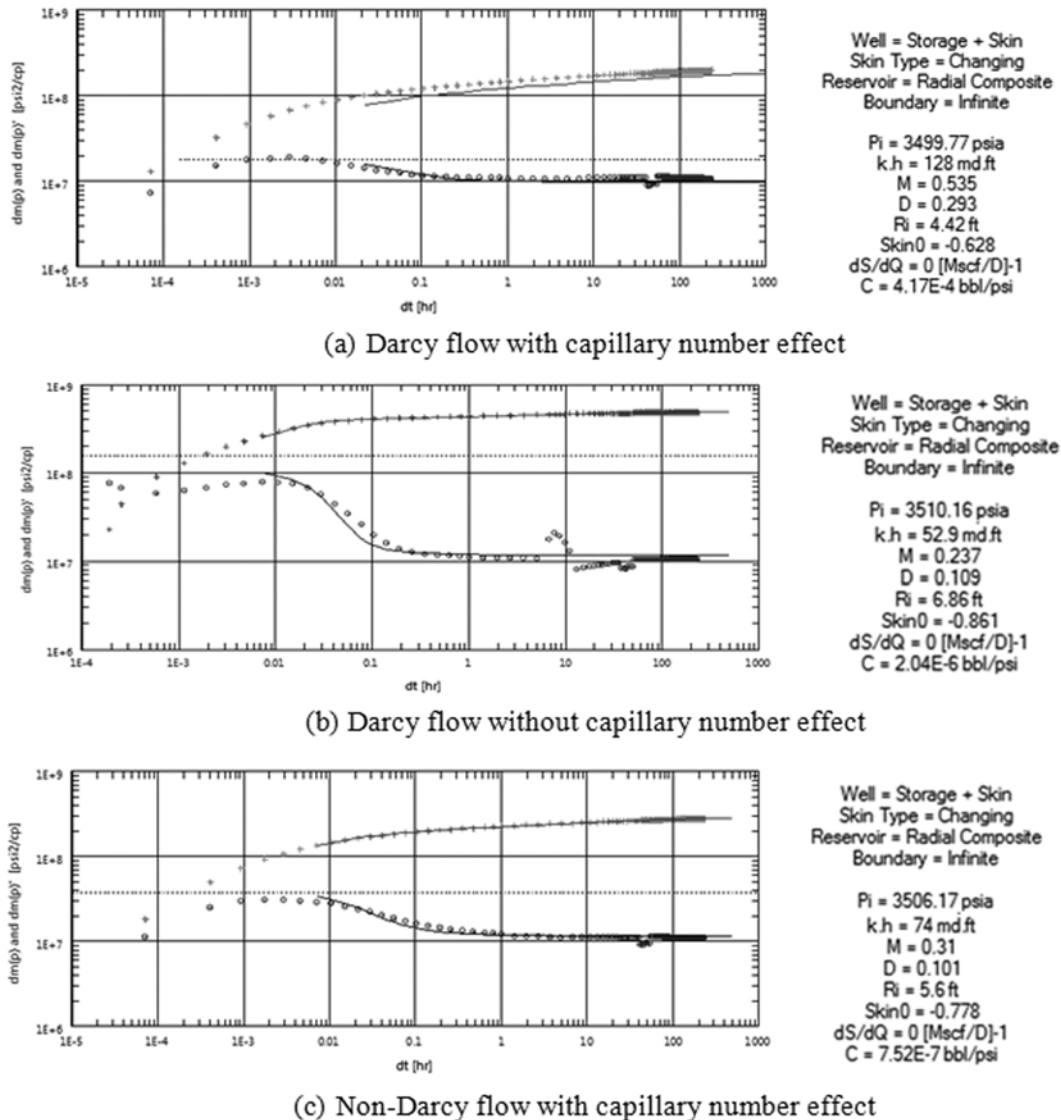 1E+9
1E+8
1E+7
1E+6
dm(p) and dm(p)' [psi2/cp]
1E-5 1E-4 1E-3 0.01 0.1 1 10 100 1000
dt [hr]
Well = Storage + Skin
Skin Type = Changing
Reservoir = Radial Composite
Boundary = Infinite
Pi = 3499.77 psia
k.h = 128 md.ft
M = 0.535
D = 0.293
Ri = 4.42 ft
Skin0 = -0.628
dS/dQ = 0 [Mscf/D]-1
C = 4.17E-4 bbl/psi
(a) Darcy flow with capillary number effect
1E+9
1E+8
1E+7
1E+6
dm(p) and dm(p)' [psi2/cp]
1E-4 1E-3 0.01 0.1 1 10 100 1000
dt [hr]
Well = Storage + Skin
Skin Type = Changing
Reservoir = Radial Composite
Boundary = Infinite
Pi = 3510.16 psia
k.h = 52.9 md.ft
M = 0.237
D = 0.109
Ri = 6.86 ft
Skin0 = -0.861
dS/dQ = 0 [Mscf/D]-1
C = 2.04E-6 bbl/psi
(b) Darcy flow without capillary number effect
1E+9
1E+8
1E+7
1E+6
dm(p) and dm(p)' [psi2/cp]
1E-5 1E-4 1E-3 0.01 0.1 1 10 100 1000
dt [hr]
Well = Storage + Skin
Skin Type = Changing
Reservoir = Radial Composite
Boundary = Infinite
Pi = 3506.17 psia
k.h = 74 md.ft
M = 0.31
D = 0.101
Ri = 5.6 ft
Skin0 = -0.778
dS/dQ = 0 [Mscf/D]-1
C = 7.52E-7 bbl/psi
(c) Non-Darcy flow with capillary number effect